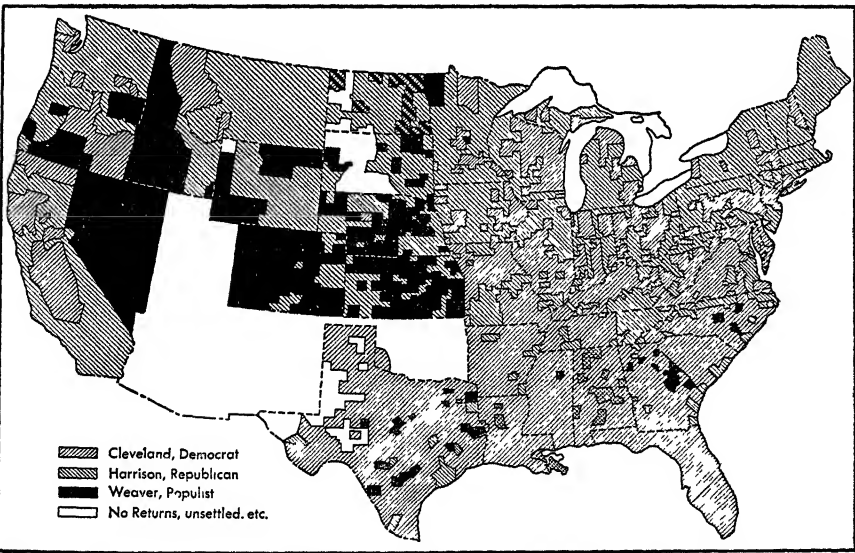 Cleveland, Democrat
Harrison, Republican
Weaver, Populist
No Returns, unsettled. etc.